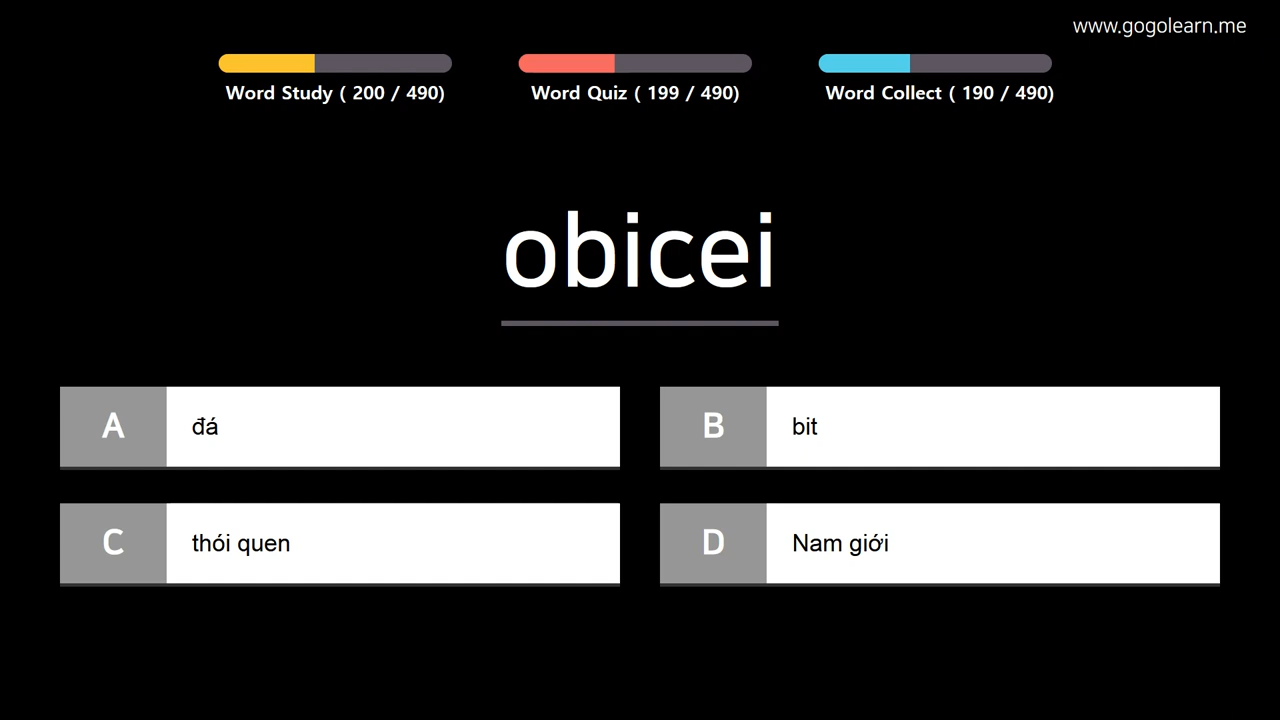 www.gogolearn.me
Word Study ( 200 / 490)
Word Quiz ( 199 / 490)
Word Collect ( 190 / 490)
obicei
A
đá
B
bit
C
thói quen
D
Nam giới